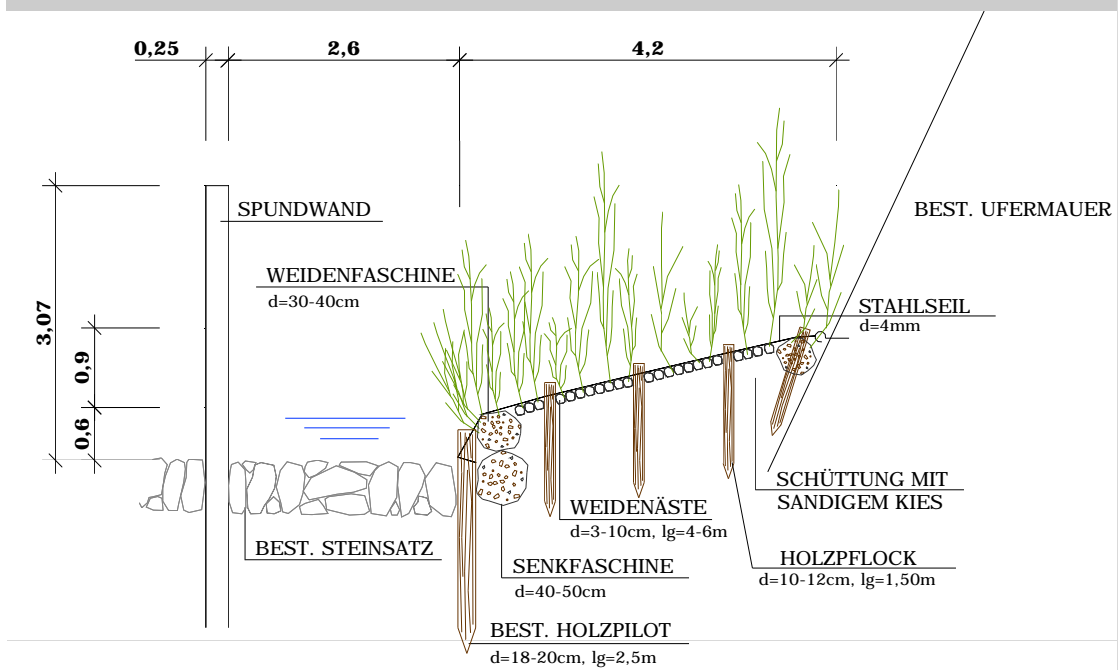 0,25
2,6
4,2
SPUNDWAND
BEST. UFERMAUER
WEIDENFASCHINE
d=30-40cm
STAHLSEIL
d=4mm
3,07
0,9
0,6
SCHÜTTUNG MIT
SANDIGEM KIES
WEIDENÄSTE
d=3-10cm, lg=4-6m
BEST. STEINSATZ
HOLZPFLOCK
d=10-12cm, lg=1,50m
SENKFASCHINE
d=40-50cm
BEST. HOLZPILOT
d=18-20cm, lg=2,5m